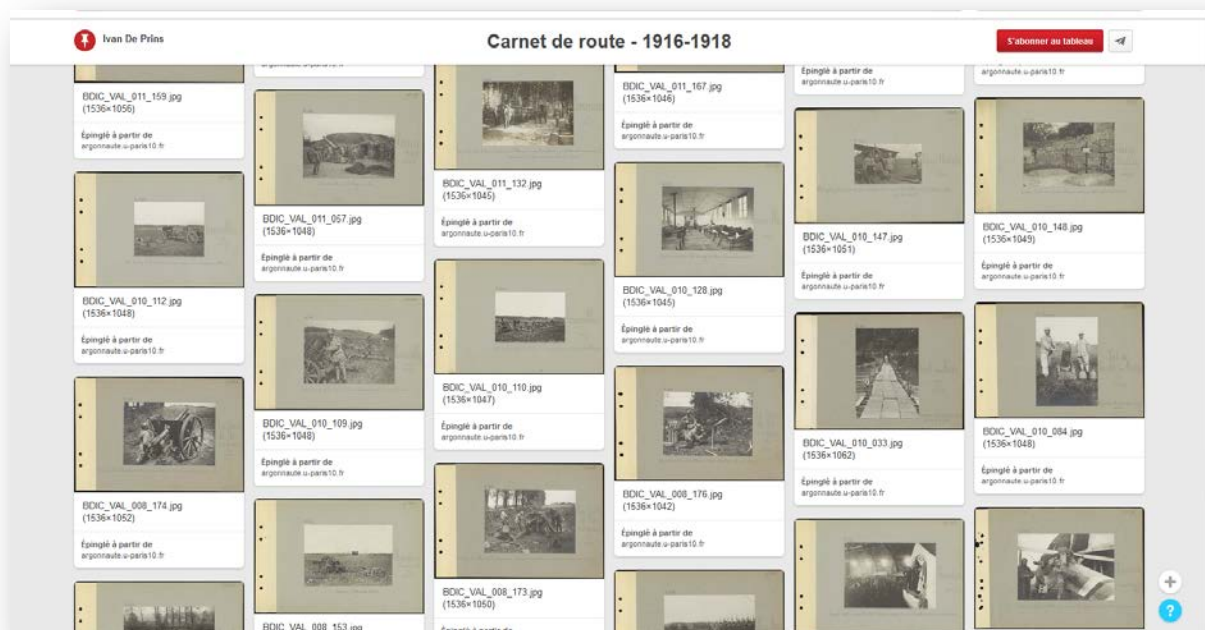 Ivan De Prins
Carnet de route - 1916-1918
S'abonner au tableau
BDIC_VAL_011_159.jpg
(1536×1056)
Épinglé à partir de
argonnaute.u-paris10.fr
BDIC_VAL_010_112.jpg
(1536×1048)
Épinglé à partir de
argonnaute.u-paris10.fr
BDIC_VAL_008_174.jpg
(1536×1052)
Épinglé à partir de
argonnaute.u-paris10.fr
BDIC_VAL_011_057.jpg
(1536×1048)
Épinglé à partir de
argonnaute.u-paris10.fr
BDIC_VAL_010_109.jpg
(1536×1048)
Épinglé à partir de
argonnaute.u-paris10.fr
BDIC_VAL_008_153.jpg
BDIC_VAL_011_132.jpg
(1536×1045)
Épinglé à partir de
argonnaute.u-paris10.fr
BDIC_VAL_010_110.jpg
(1536×1047)
Épinglé à partir de
argonnaute.u-paris10.fr
BDIC_VAL_008_173.jpg
(1536×1050)
Épinglé à partir de
BDIC_VAL_011_167.jpg
(1536×1046)
Épinglé à partir de
argonnaute.u-paris10.fr
BDIC_VAL_010_128.jpg
(1536×1045)
Épinglé à partir de
argonnaute.u-paris10.fr
BDIC_VAL_008_176.jpg
(1536×1042)
Épinglé à partir de
argonnaute.u-paris10.fr
Épinglé à partir de
argonnaute.u-paris10.fr
BDIC_VAL_010_147.jpg
(1536×1051)
Épinglé à partir de
argonnaute.u-paris10.fr
BDIC_VAL_010_033.jpg
(1536×1062)
Épinglé à partir de
argonnaute.u-paris10.fr
argonnaute.u-paris10.fr
BDIC_VAL_010_148.jpg
(1536×1049)
Épinglé à partir de
argonnaute.u-paris10.fr
BDIC_VAL_010_084.jpg
(1536×1048)
Épinglé à partir de
argonnaute.u-paris10.fr
+
?